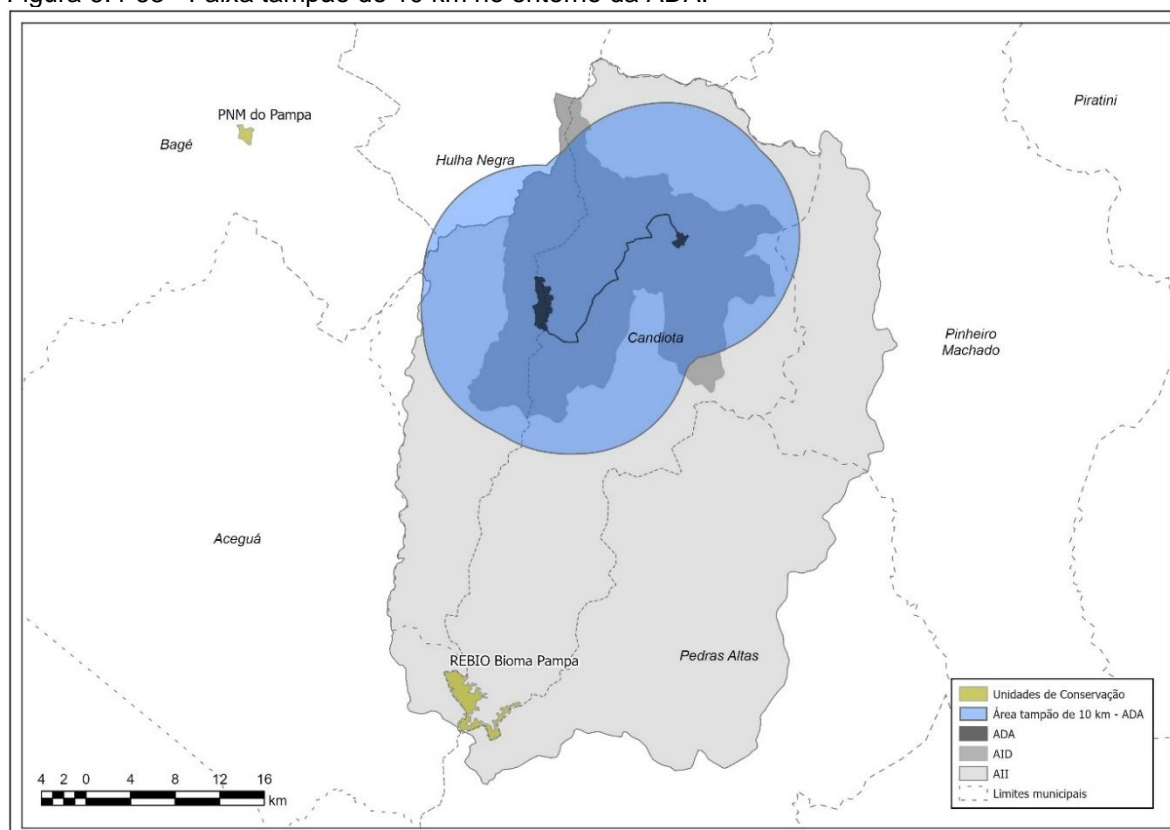 Figura 6.4-68 - Faixa tampão de 10 km no entorno da ADA.
Piratini
PNM do Pampa
Bagé
Hulha Negra
Candiota
Pinheiro
Machado
Aceguá
REBIO Bioma Pampa
Pedras Altas
Unidades de Conservação
Área tampão de 10 km - ADA
ADA
AID
AII
Limites municipais
4 2 0 4 8 12 16
km